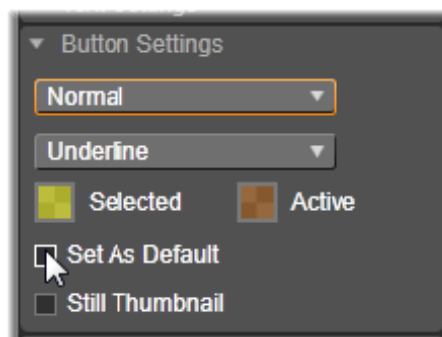 Button Settings
Normal
Underline
Selected Active
Set As Default
Still Thumbnail